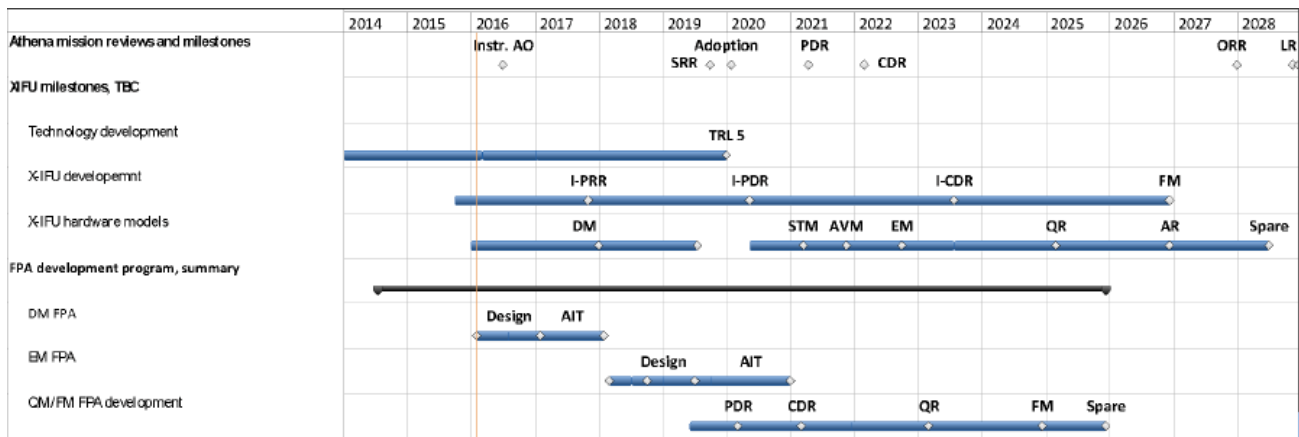 2014 2015 2016 2017 2018 2019 2020 2021 2022 2023 2024 2025 2026 2027 2028
Athena mission reviews and milestones
Instr. AO Adoption PDR ORR LR
SRR CDR
XIFU milestones, TBC
Technology development
TRL 5
X-IFU developemnt
I-PRR I-PDR I-CDR FM
X-IFU hardware models
DM STM AVM EM QR AR Spare
FPA development program, summary
DM FPA
Design AIT
EM FPA
Design AIT
QM/FM FPA development
PDR CDR QR FM Spare